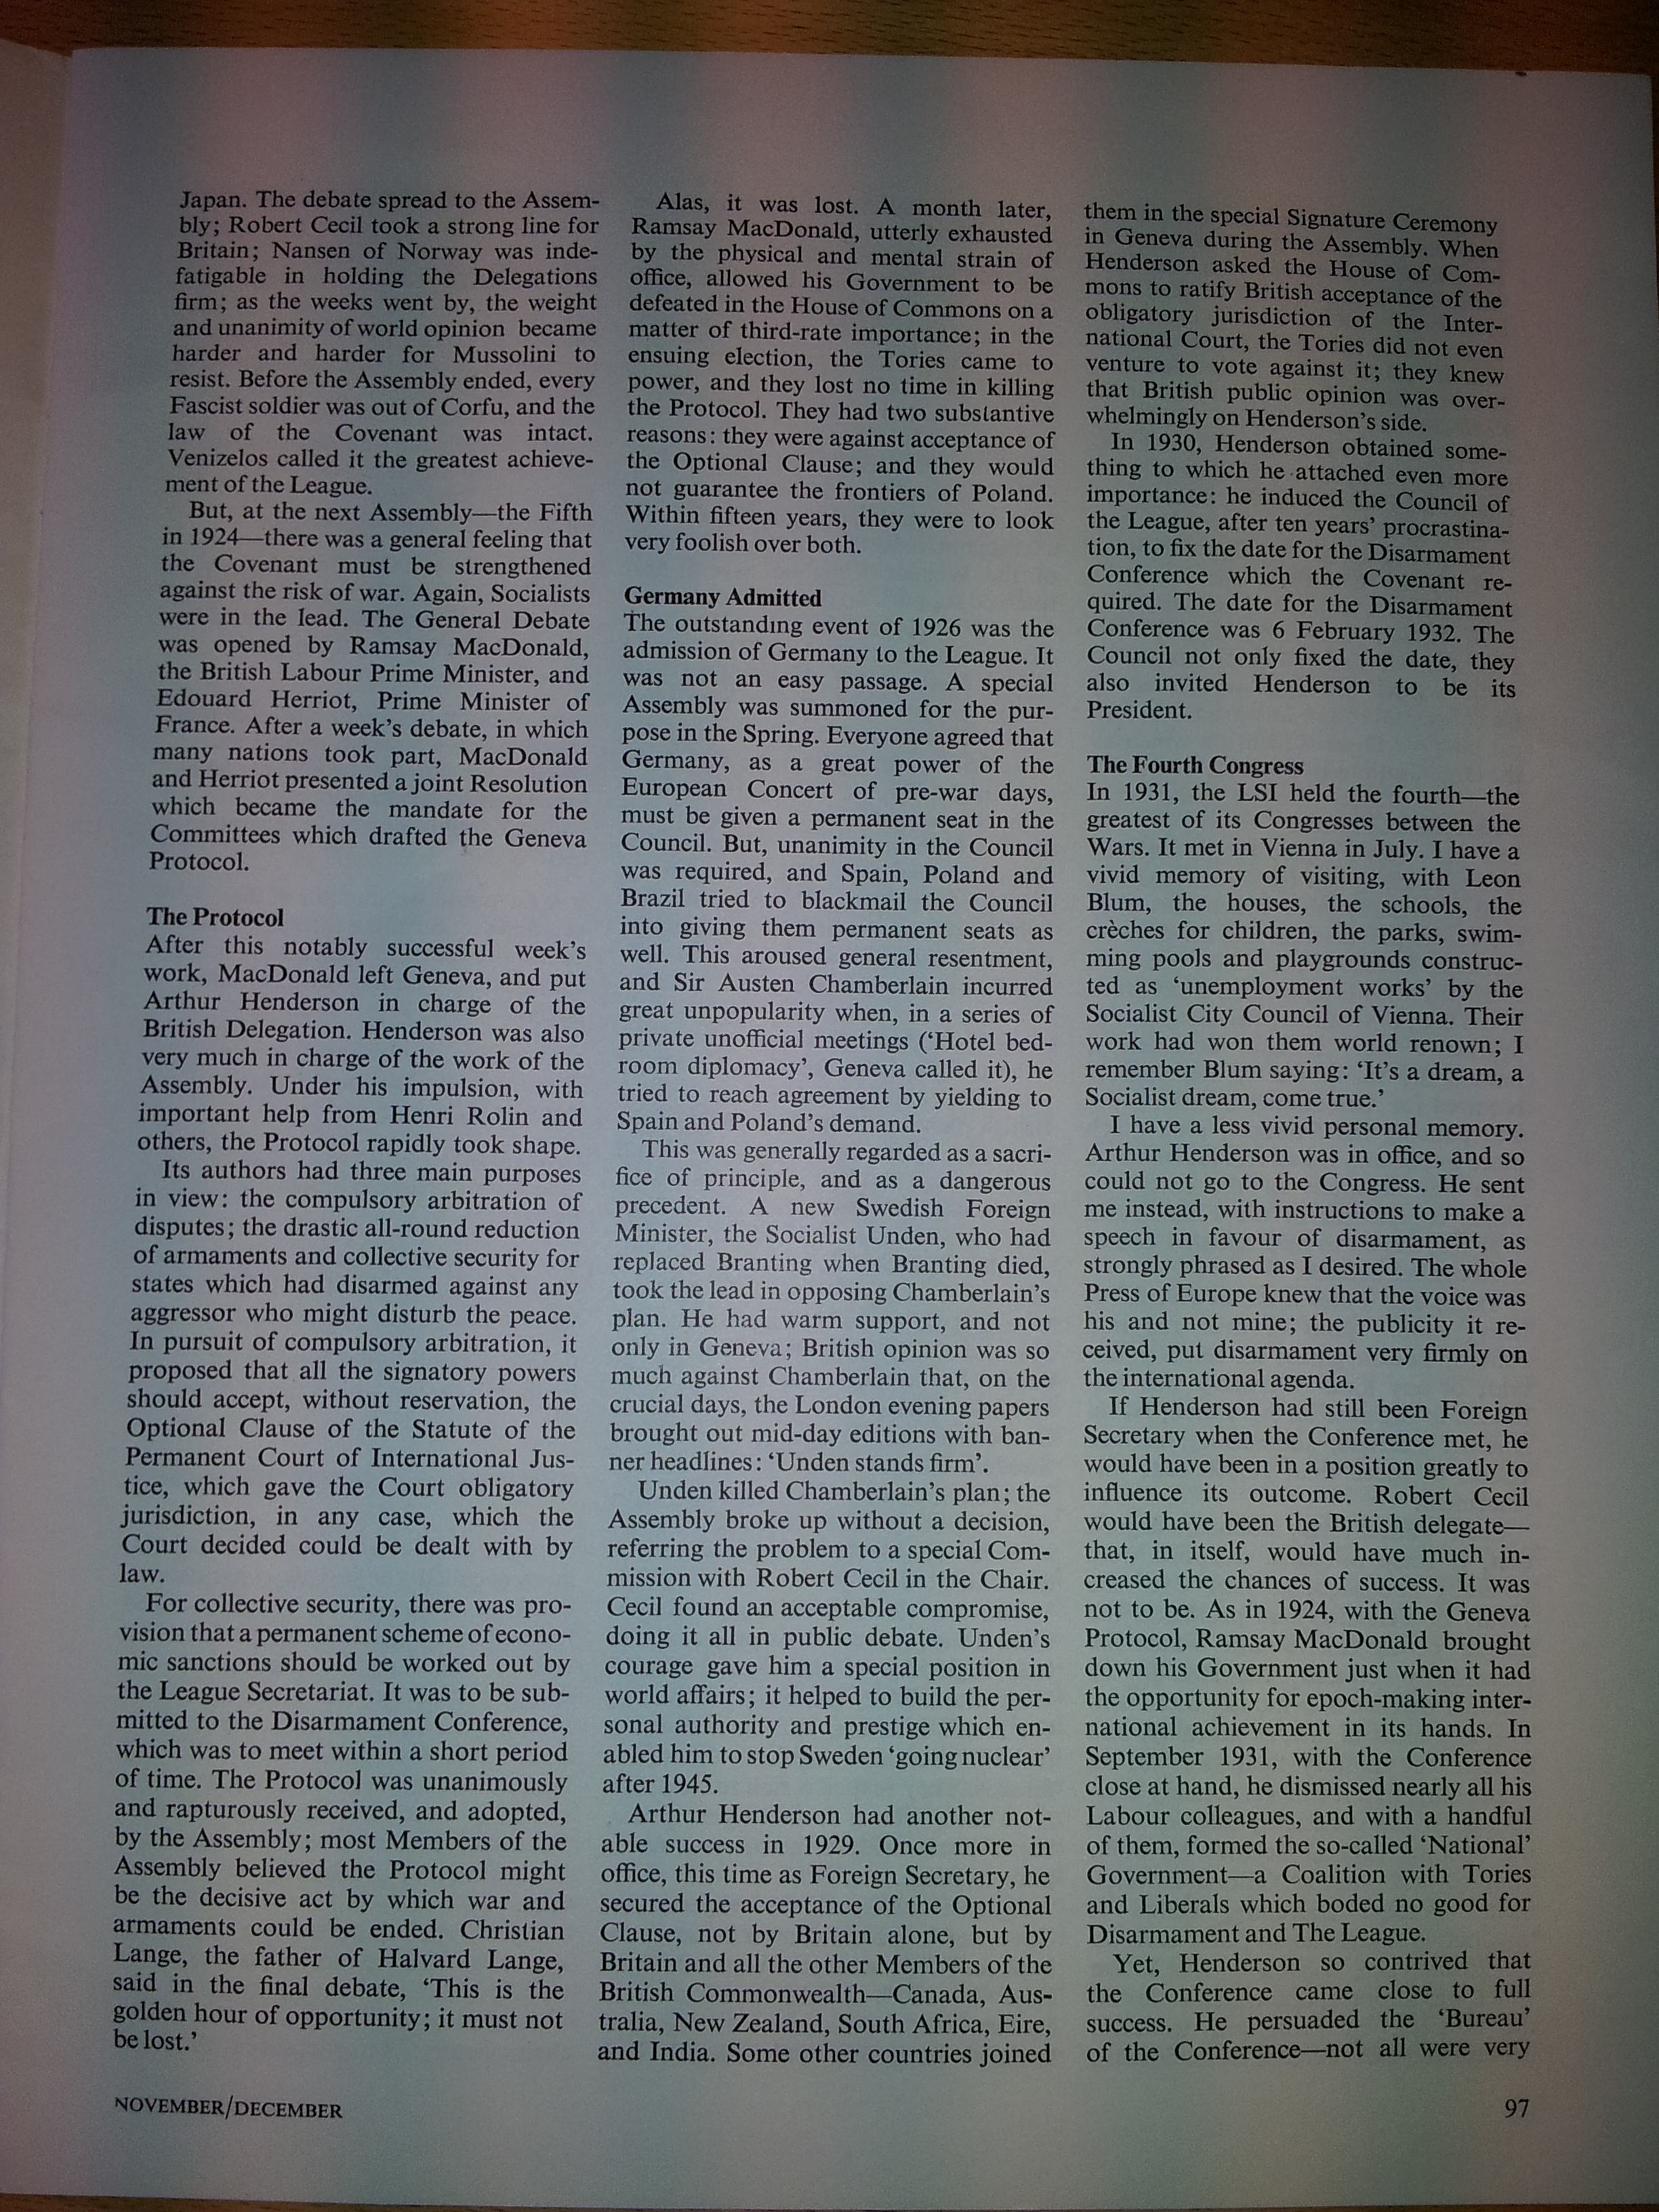 Japan. The debate spread to the Assem-
bly; Robert Cecil took a strong line for
Britain; Nansen of Norway was inde-
fatigable in holding the Delegations
firm; as the weeks went by, the weight
and unanimity of world opinion became
harder and harder for Mussolini to
resist. Before the Assembly ended, every
Fascist soldier was out of Corfu, and the
law of the Covenant was intact.
Venizelos called it the greatest achieve-
ment of the League.
But, at the next Assembly—the Fifth
in 1924—there was a general feeling that
the Covenant must be strengthened
against the risk of war. Again, Socialists
were in the lead. The General Debate
was opened by Ramsay MacDonald,
the British Labour Prime Minister, and
Edouard Herriot, Prime Minister of
France. After a week's debate, in which
many nations took part, MacDonald
and Herriot presented a joint Resolution
which became the mandate for the
Committees which drafted the Geneva
Protocol.
The Protocol
After this notably successful week's
work, MacDonald left Geneva, and put
Arthur Henderson in charge of the
British Delegation. Henderson was also
very much in charge of the work of the
Assembly. Under his impulsion, with
important help from Henri Rolin and
others, the Protocol rapidly took shape.
Its authors had three main purposes
in view: the compulsory arbitration of
disputes; the drastic all-round reduction
of armaments and collective security for
states which had disarmed against any
aggressor who might disturb the peace.
In pursuit of compulsory arbitration, it
proposed that all the signatory powers
should accept, without reservation, the
Optional Clause of the Statute of the
Permanent Court of International Jus-
tice, which gave the Court obligatory
jurisdiction, in any case, which the
Court decided could be dealt with by
law.
For collective security, there was pro-
vision that a permanent scheme of econo-
mic sanctions should be worked out by
the League Secretariat. It was to be sub-
mitted to the Disarmament Conference,
which was to meet within a short period
of time. The Protocol was unanimously
and rapturously received, and adopted,
by the Assembly; most Members of the
Assembly believed the Protocol might
be the decisive act by which war and
armaments could be ended. Christian
Lange, the father of Halvard Lange,
said in the final debate, ‘This is the
golden hour of opportunity; it must not
be lost.’
Alas, it was lost. A month later,
Ramsay MacDonald, utterly exhausted
by the physical and mental strain of
office, allowed his Government to be
defeated in the House of Commons on a
matter of third-rate importance; in the
ensuing election, the Tories came to
power, and they lost no time in killing
the Protocol. They had two substantive
reasons: they were against acceptance of
the Optional Clause; and they would
not guarantee the frontiers of Poland.
Within fifteen years, they were to look
very foolish over both.
Germany Admitted
The outstanding event of 1926 was the
admission of Germany to the League. It
was not an easy passage. A special
Assembly was summoned for the pur-
pose in the Spring. Everyone agreed that
Germany, as a great power of the
European Concert of pre-war days,
must be given a permanent seat in the
Council. But, unanimity in the Council
was required, and Spain, Poland and
Brazil tried to blackmail the Council
into giving them permanent seats as
well. This aroused general resentment,
and Sir Austen Chamberlain incurred
great unpopularity when, in a series of
private unofficial meetings (‘Hotel bed-
room diplomacy’, Geneva called it), he
tried to reach agreement by yielding to
Spain and Poland's demand.
This was generally regarded as a sacri-
fice of principle, and as a dangerous
precedent. A new Swedish Foreign
Minister, the Socialist Unden, who had
replaced Branting when Branting died,
took the lead in opposing Chamberlain's
plan. He had warm support, and not
only in Geneva; British opinion was so
much against Chamberlain that, on the
crucial days, the London evening papers
brought out mid-day editions with ban-
ner headlines: ‘Unden stands firm’.
Unden killed Chamberlain's plan; the
Assembly broke up without a decision,
referring the problem to a special Com-
mission with Robert Cecil in the Chair.
Cecil found an acceptable compromise,
doing it all in public debate. Unden's
courage gave him a special position in
world affairs; it helped to build the per-
sonal authority and prestige which en-
abled him to stop Sweden ‘going nuclear’
after 1945.
Arthur Henderson had another not-
able success in 1929. Once more in
office, this time as Foreign Secretary, he
secured the acceptance of the Optional
Clause, not by Britain alone, but by
Britain and all the other Members of the
British Commonwealth—Canada, Aus-
tralia, New Zealand, South Africa, Eire,
and India. Some other countries joined
them in the special Signature Ceremony
in Geneva during the Assembly. When
Henderson asked the House of Com-
mons to ratify British acceptance of the
obligatory jurisdiction of the Inter-
national Court, the Tories did not even
venture to vote against it; they knew
that British public opinion was over-
whelmingly on Henderson's side.
In 1930, Henderson obtained some-
thing to which he attached even more
importance: he induced the Council of
the League, after ten years' procrastina-
tion, to fix the date for the Disarmament
Conference which the Covenant re-
quired. The date for the Disarmament
Conference was 6 February 1932. The
Council not only fixed the date, they
also invited Henderson to be its
President.
The Fourth Congress
In 1931, the LSI held the fourth—the
greatest of its Congresses between the
Wars. It met in Vienna in July. I have a
vivid memory of visiting, with Leon
Blum, the houses, the schools, the
crèches for children, the parks, swim-
ming pools and playgrounds construc-
ted as ‘unemployment works’ by the
Socialist City Council of Vienna. Their
work had won them world renown; I
remember Blum saying: ‘It's a dream, a
Socialist dream, come true.’
I have a less vivid personal memory.
Arthur Henderson was in office, and so
could not go to the Congress. He sent
me instead, with instructions to make a
speech in favour of disarmament, as
strongly phrased as I desired. The whole
Press of Europe knew that the voice was
his and not mine; the publicity it re-
ceived, put disarmament very firmly on
the international agenda.
If Henderson had still been Foreign
Secretary when the Conference met, he
would have been in a position greatly to
influence its outcome. Robert Cecil
would have been the British delegate—
that, in itself, would have much in-
creased the chances of success. It was
not to be. As in 1924, with the Geneva
Protocol, Ramsay MacDonald brought
down his Government just when it had
the opportunity for epoch-making inter-
national achievement in its hands. In
September 1931, with the Conference
close at hand, he dismissed nearly all his
Labour colleagues, and with a handful
of them, formed the so-called ‘National’
Government—a Coalition with Tories
and Liberals which boded no good for
Disarmament and The League.
Yet, Henderson so contrived that
the Conference came close to full
success. He persuaded the ‘Bureau’
of the Conference—not all were very
NOVEMBER/DECEMBER
97